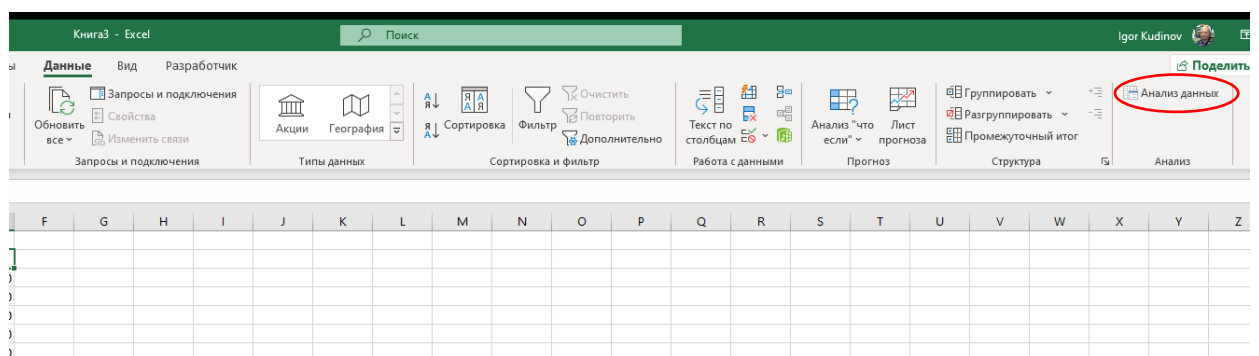 Книга3 - Excel
Поиск
Igor Kudinov
ы Данные Вид Разработчик
Поделить
Обновить все
Запросы и подключения
Свойства
Изменить связи
Запросы и подключения
Акции
География
Типы данных
Сортировка
Фильтр
Очистить
Повторить
Дополнительно
Сортировка и фильтр
Текст по столбцам
Работа с данными
Анализ "что если"
Лист прогноза
Прогноз
Группировать
Разгруппировать
Промежуточный итог
Структура
Анализ данных
Анализ
F G H I J K L M N O P Q R S T U V W X Y Z